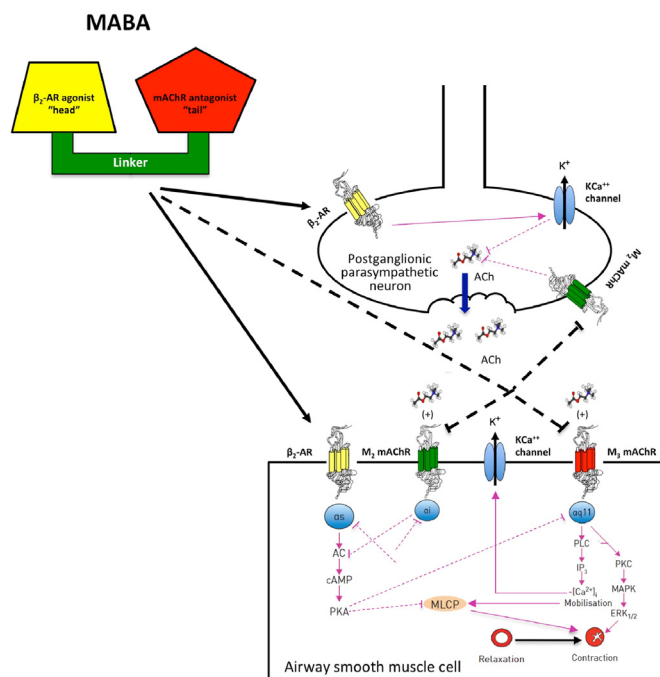 MABA
β₂-AR agonist
"head"
mAChR antagonist
"tail"
Linker
K⁺
KCa⁺⁺
channel
β₂-AR
Postganglionic
parasympathetic
neuron
ACh
M₂ mAChR
ACh
(+)
(+)
K⁺
β₂-AR
M₂ mAChR
KCa⁺⁺
channel
M₃ mAChR
αs
αi
αq11
AC
PLC
cAMP
IP₃
PKC
PKA
-[Ca²⁺]ᵢ
Mobilisation
MAPK
MLCP
ERK₁/₂
Relaxation
Contraction
Airway smooth muscle cell